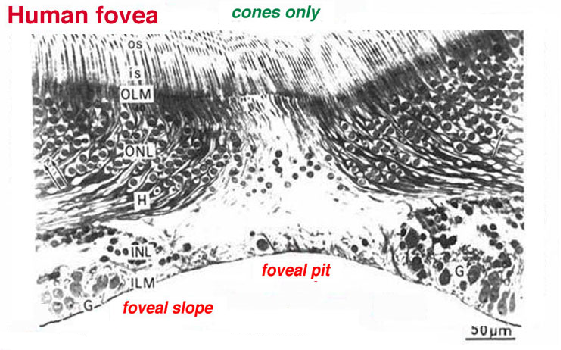 Human fovea
cones only
os
is
OLM
ONL
H
INL
ILM
G
G
foveal pit
foveal slope
50µm